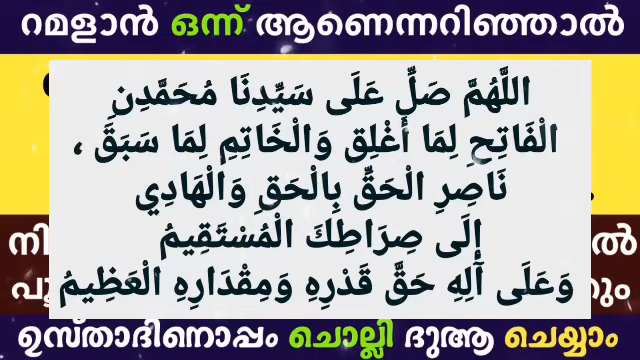 റമളാൻ ഒന്ന് ആണെന്നറിഞ്ഞാൽ
اللَّهُمَّ صَلِّ عَلَى سَيِّدِنَا مُحَمَّدِنِ
الْفَاتِحِ لِمَا أُغْلِقَ وَالْخَاتِمِ لِمَا سَبَقَ ،
نَاصِرِ الْحَقِّ بِالْحَقِ وَالْهَادِي
إِلَى صِرَاطِكَ الْمُسْتَقِيمُ
وَعَلَى آلِهِ حَقَّ قَدْرِهِ وَمِقْدَارِهِ الْعَظِيمُ
ഉസ്താദിനൊപ്പം ചൊല്ലി ദുആ ചെയ്യാം